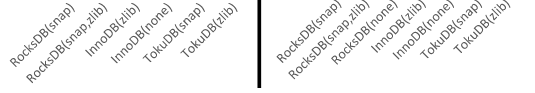 RocksDB(snap)
RocksDB(snap,zlib)
InnoDB(zlib)
InnoDB(none)
TokuDB(snap)
TokuDB(zlib)
RocksDB(snap)
RocksDB(snap,zlib)
RocksDB(none)
InnoDB(zlib)
InnoDB(none)
TokuDB(snap)
TokuDB(zlib)